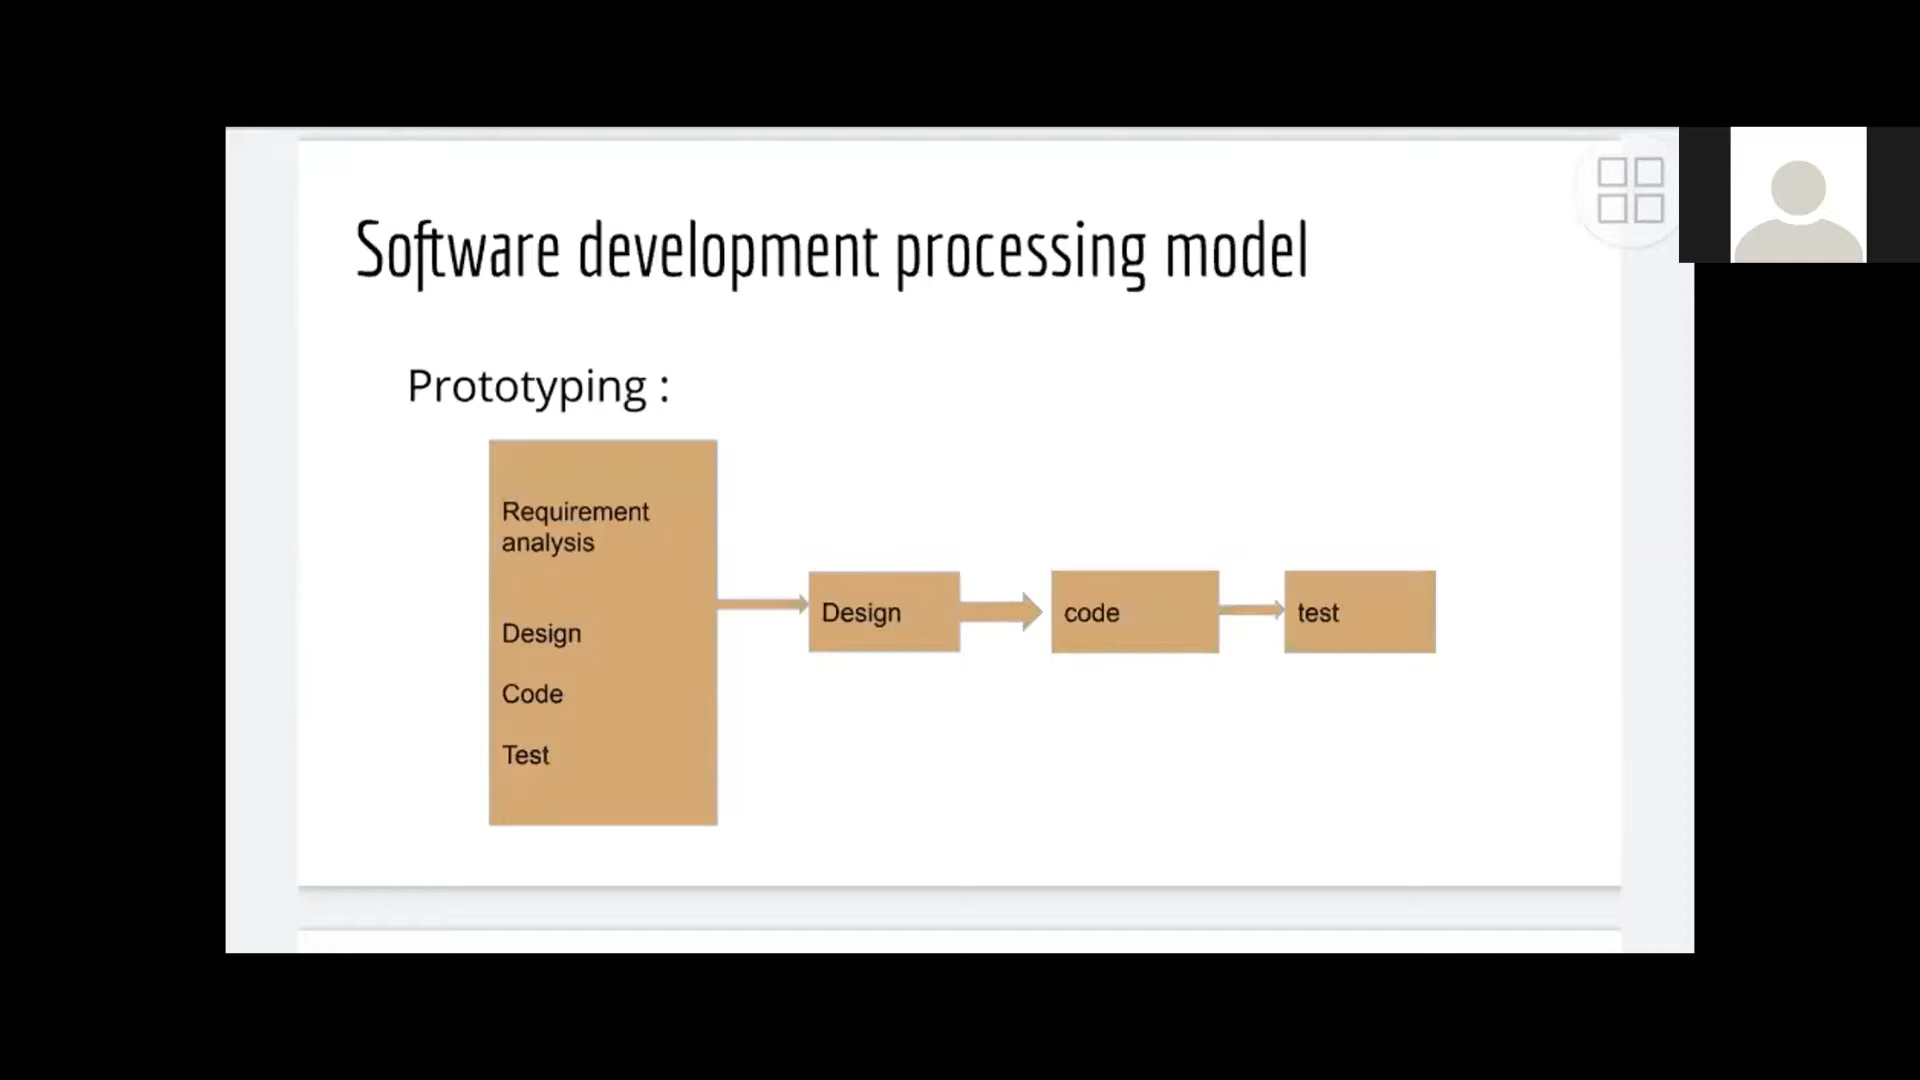 Software development processing model
Prototyping :
Requirement
analysis
Design
Code
Test
Design
code
test